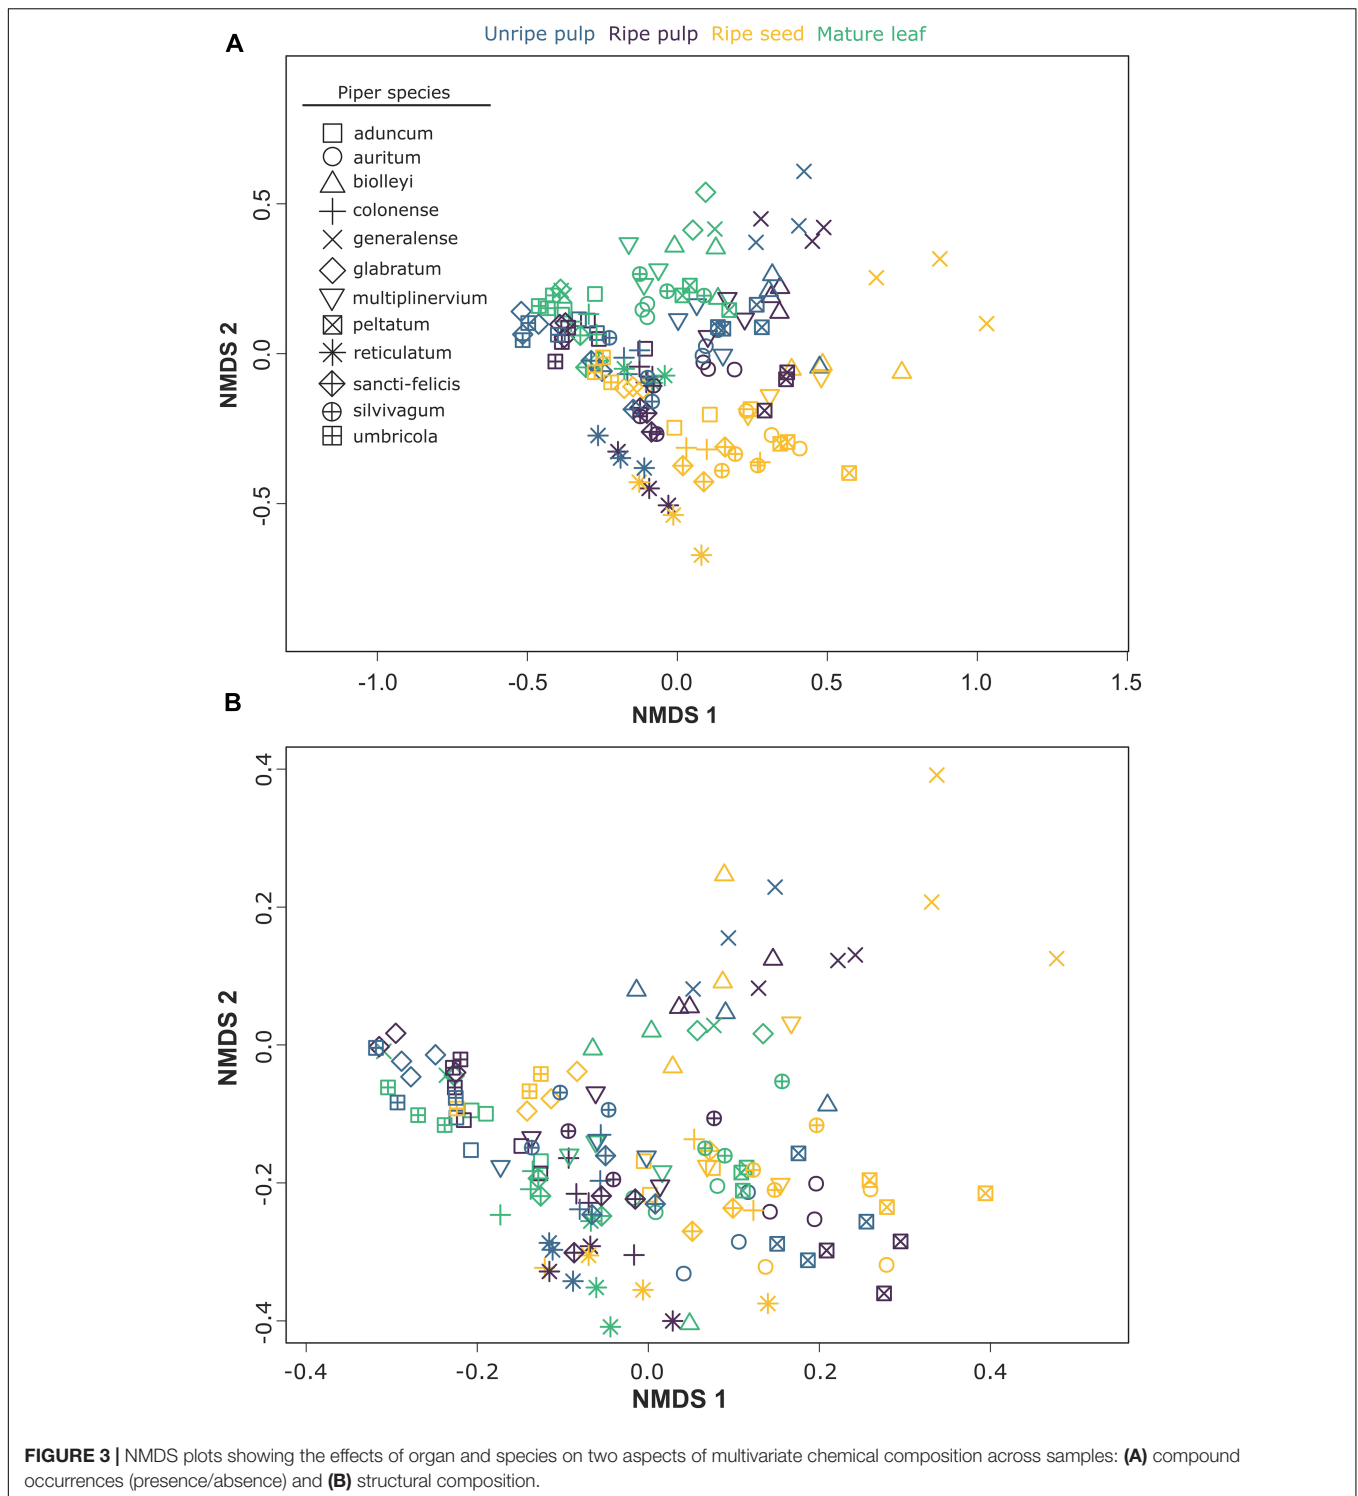 A
Unripe pulp Ripe pulp Ripe seed Mature leaf
Piper species
aduncum
auritum
biolleyi
colonense
generalense
glabratum
multiplinervium
peltatum
reticulatum
sancti-felicis
silvivagum
umbricola
NMDS 2
0.5
0.0
-0.5
-1.0 -0.5 0.0 0.5 1.0 1.5
NMDS 1
B
NMDS 2
0.4
0.2
0.0
-0.2
-0.4
-0.4 -0.2 0.0 0.2 0.4
NMDS 1
FIGURE 3 | NMDS plots showing the effects of organ and species on two aspects of multivariate chemical composition across samples: (A) compound
occurrences (presence/absence) and (B) structural composition.